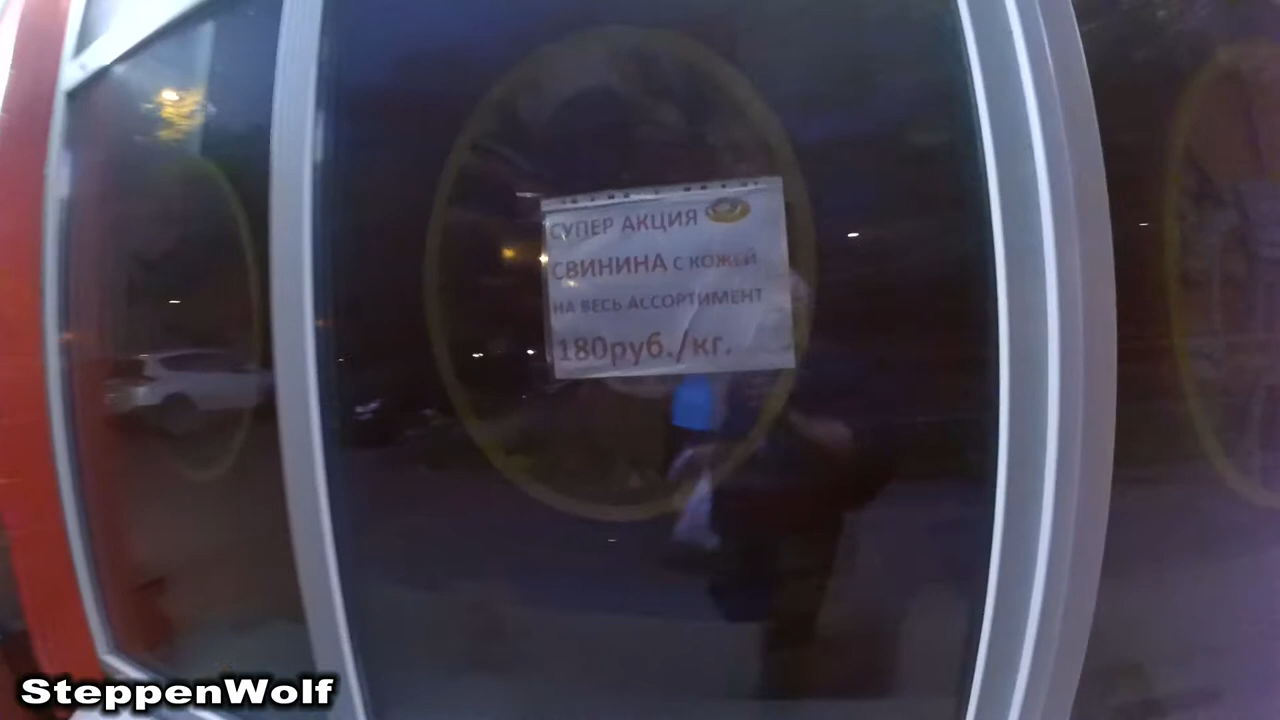 СУПЕР АКЦИЯ
СВИНИНА С КОЖЕЙ
НА ВЕСЬ АССОРТИМЕНТ
180руб./кг.
SteppenWolf